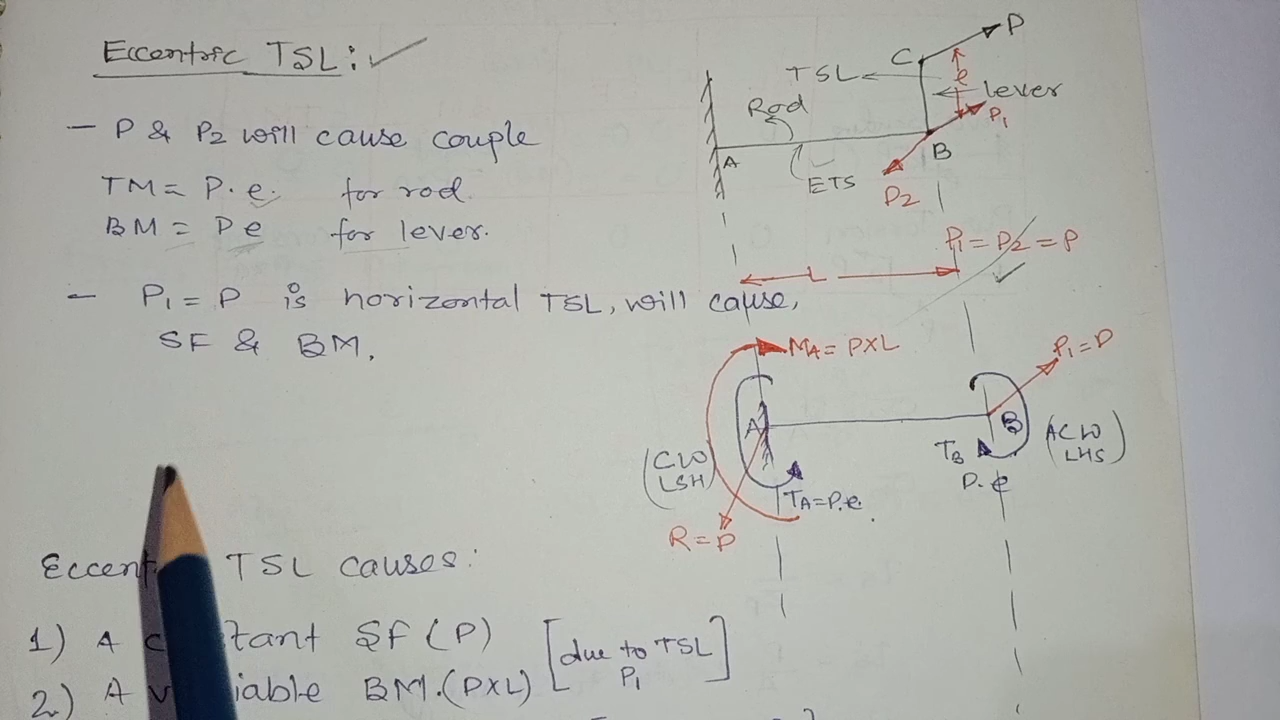 Eccentric TSL:
- P & P2 will cause couple
TM = P.e. for rod.
BM = Pe for lever.
- P1 = P is horizontal TSL, will cause,
SF & BM.
P
C
TSL
e
lever
Rod
P1
A
B
ETS
P2
P1 = P2 = P
L
MA = PXL
P1 = P
A
B
(CW LSH)
(ACW LHS)
TB
P.e
TA = P.e.
R = P
Eccent TSL causes:
1) A c tant SF (P) [due to TSL
2) A v iable BM. (PXL) P1]